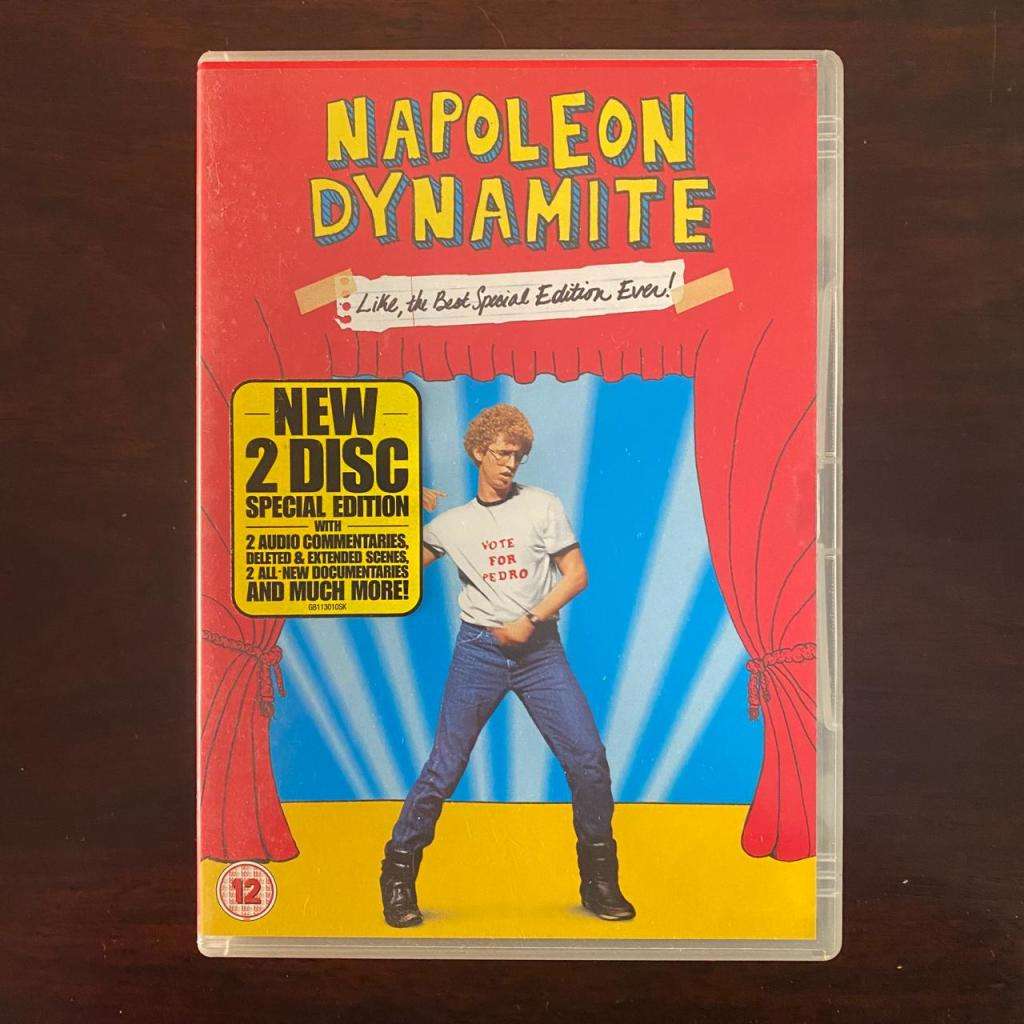 NAPOLEON
DYNAMITE
Like, the Best Special Edition Ever!
NEW
2 DISC
SPECIAL EDITION
WITH
2 AUDIO COMMENTARIES,
DELETED & EXTENDED SCENES,
2 ALL-NEW DOCUMENTARIES
AND MUCH MORE!
GB113010SK
VOTE
FOR
PEDRO
12